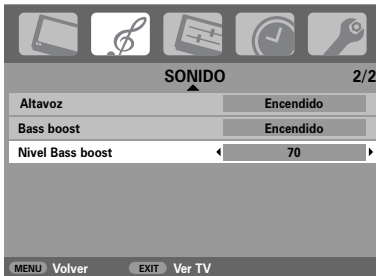 SONIDO 2/2
Altavoz Encendido
Bass boost Encendido
Nivel Bass boost 70
MENU Volver EXIT Ver TV